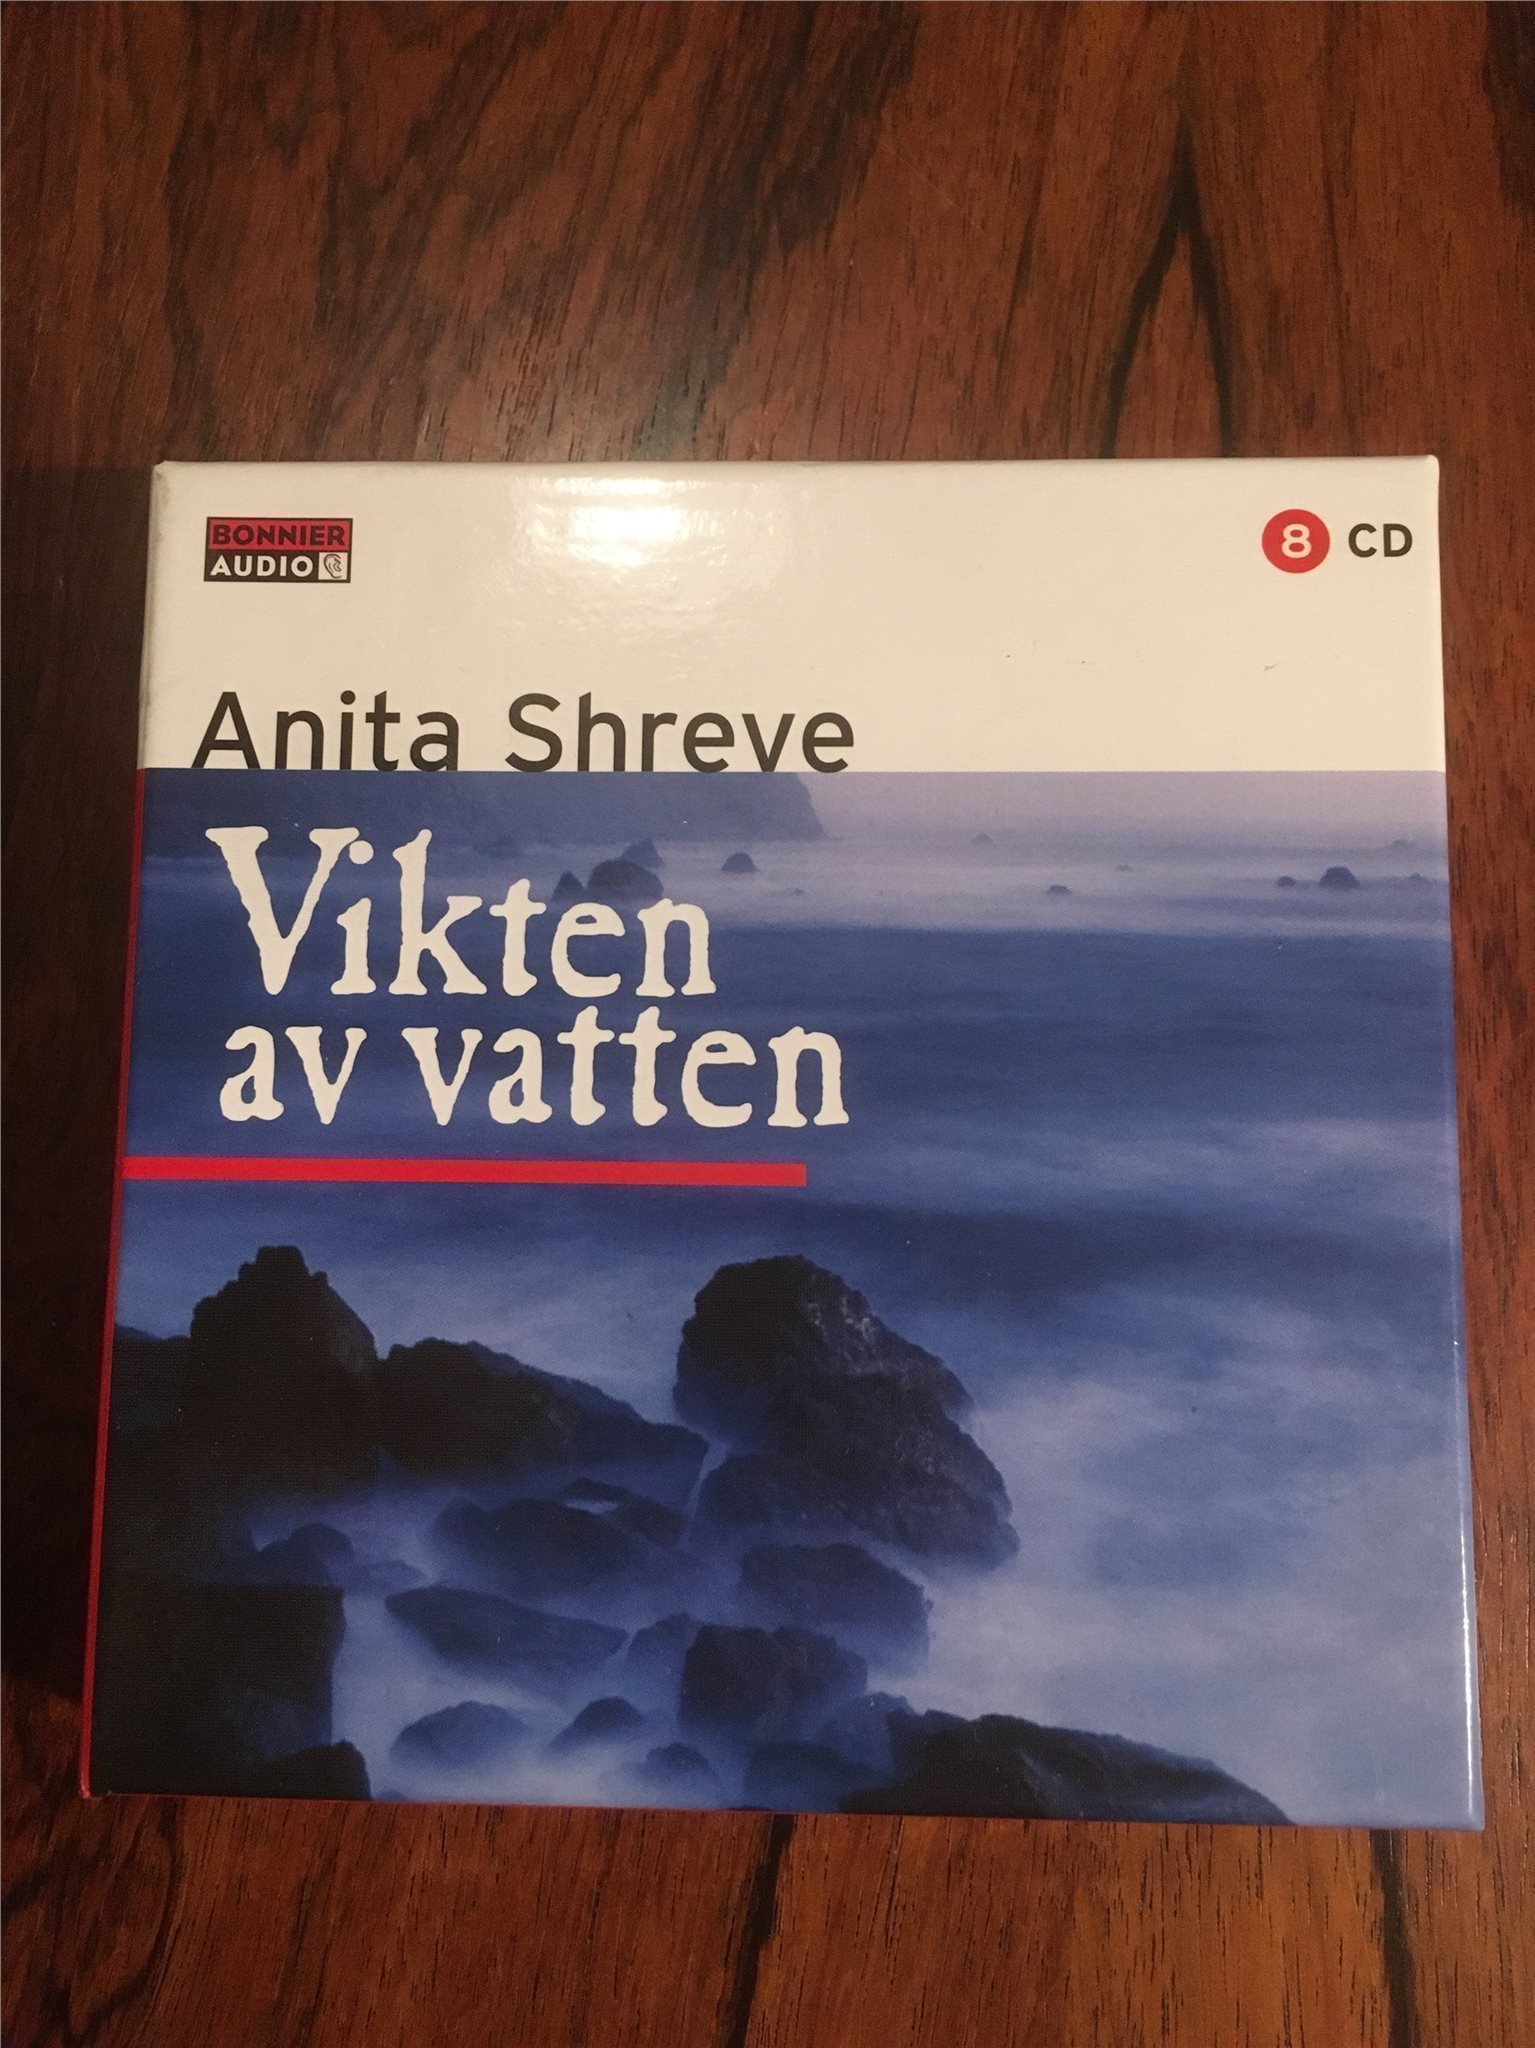 BONNIER
AUDIO
8 CD
Anita Shreve
Vikten
av vatten